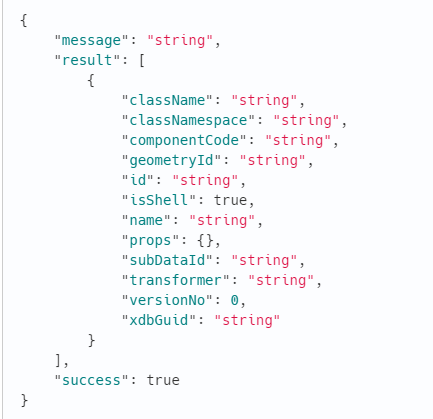 {
    "message": "string",
    "result": [
        {
            "className": "string",
            "classNamespace": "string",
            "componentCode": "string",
            "geometryId": "string",
            "id": "string",
            "isShell": true,
            "name": "string",
            "props": {},
            "subDataId": "string",
            "transformer": "string",
            "versionNo": 0,
            "xdbGuid": "string"
        }
    ],
    "success": true
}